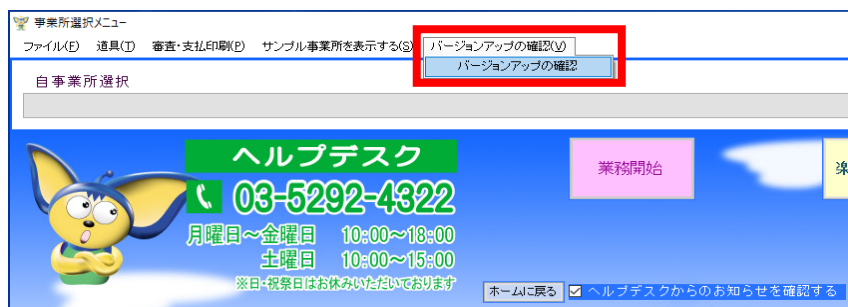 事業所選択メニュー
ファイル(F) 道具(T) 審査・支払印刷(P) サンプル事業所を表示する(S) バージョンアップの確認(V)
バージョンアップの確認
自事業所選択
ヘルプデスク
業務開始
楽
03-5292-4322
月曜日～金曜日 10:00～18:00
土曜日 10:00～15:00
※日・祝祭日はお休みいただいております
ホームに戻る ヘルプデスクからのお知らせを確認する